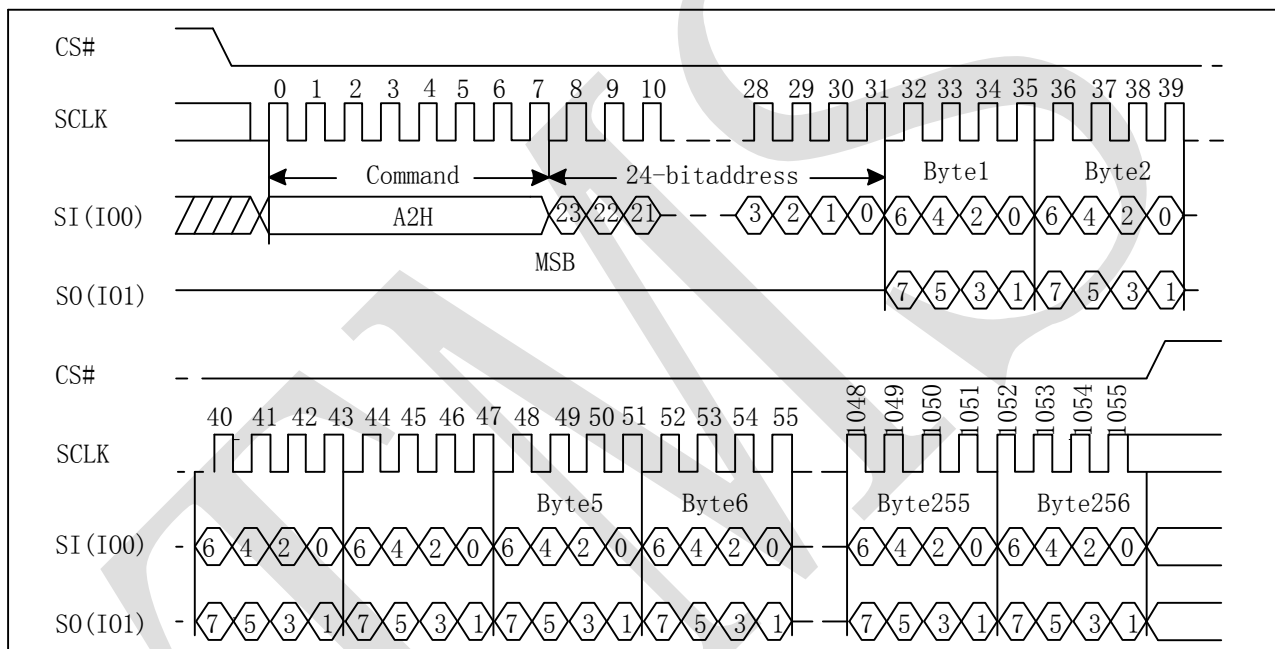 CS#
0 1 2 3 4 5 6 7 8 9 10 28 29 30 31 32 33 34 35 36 37 38 39
SCLK
Command 24-bitaddress Byte1 Byte2
SI(IO0) A2H 23 22 21 3 2 1 0 6 4 2 0 6 4 2 0
MSB
SO(IO1) 7 5 3 1 7 5 3 1
CS#
40 41 42 43 44 45 46 47 48 49 50 51 52 53 54 55 1048 1049 1050 1051 1052 1053 1054 1055
SCLK
Byte5 Byte6 Byte255 Byte256
SI(IO0) 6 4 2 0 6 4 2 0 6 4 2 0 6 4 2 0 6 4 2 0 6 4 2 0
SO(IO1) 7 5 3 1 7 5 3 1 7 5 3 1 7 5 3 1 7 5 3 1 7 5 3 1